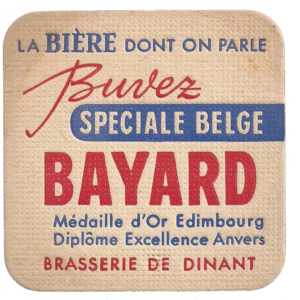 LA BIÈRE DONT ON PARLE
Buvez
SPECIALE BELGE
BAYARD
Médaille d'Or Edimbourg
Diplôme Excellence Anvers
BRASSERIE DE DINANT